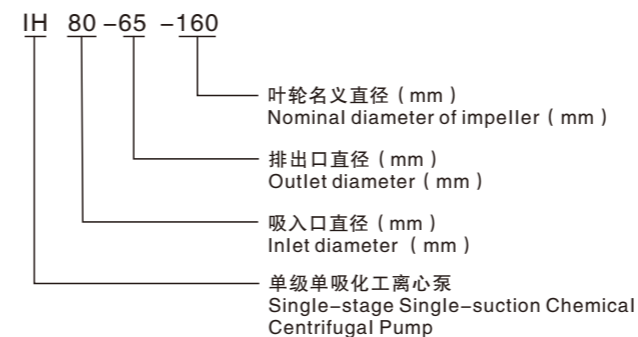 IH 80 –65 –160
叶轮名义直径（mm）
Nominal diameter of impeller（mm）
排出口直径（mm）
Outlet diameter（mm）
吸入口直径（mm）
Inlet diameter （mm）
单级单吸化工离心泵
Single–stage Single–suction Chemical
Centrifugal Pump